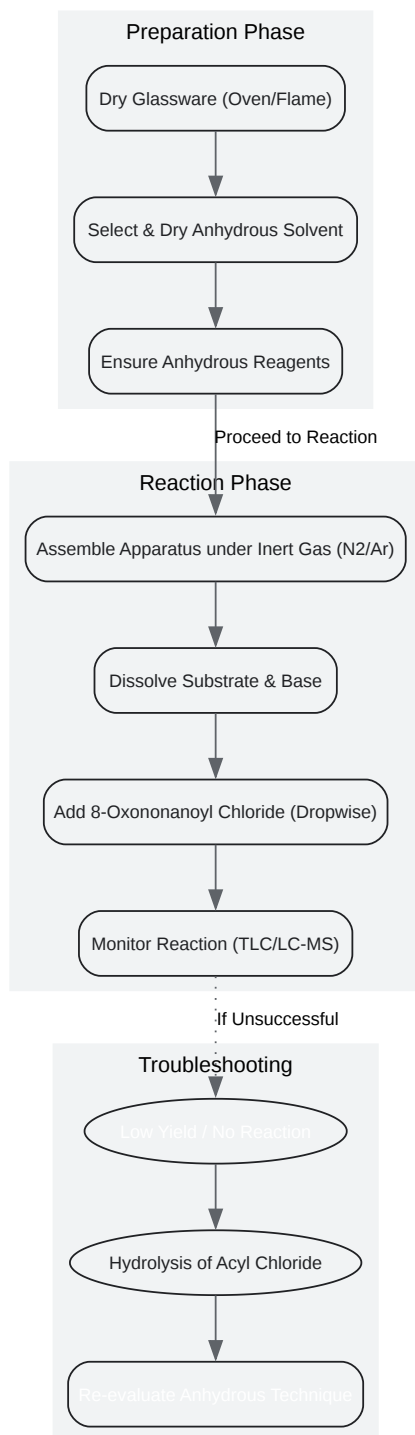 Preparation Phase
Dry Glassware (Oven/Flame)
Select & Dry Anhydrous Solvent
Ensure Anhydrous Reagents
Proceed to Reaction
Reaction Phase
Assemble Apparatus under Inert Gas (N2/Ar)
Dissolve Substrate & Base
Add 8-Oxononanoyl Chloride (Dropwise)
Monitor Reaction (TLC/LC-MS)
If Unsuccessful
Troubleshooting
Low Yield / No Reaction
Hydrolysis of Acyl Chloride
Re-evaluate Anhydrous Technique